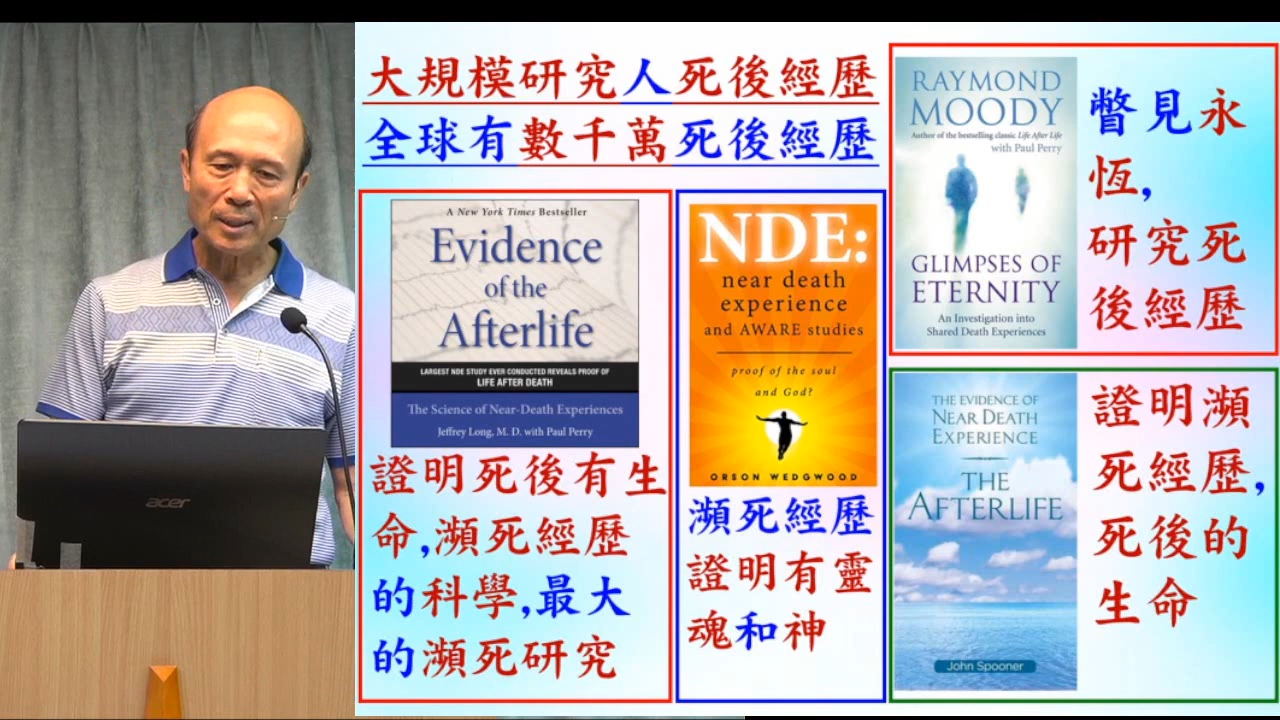 大規模研究人死後經歷
全球有數千萬死後經歷
A New York Times Bestseller
Evidence
of the
Afterlife
LARGEST NDE STUDY EVER CONDUCTED REVEALS PROOF OF
LIFE AFTER DEATH
The Science of Near-Death Experiences
Jeffrey Long, M. D. with Paul Perry
證明死後有生
命,瀕死經歷
的科學,最大
的瀕死研究
NDE:
near death
experience
and AWARE studies
proof of the soul
and God?
ORSON WEDGWOOD
瀕死經歷
證明有靈
魂和神
RAYMOND
MOODY
Author of the bestselling classic Life After Life
with Paul Perry
GLIMPSES OF
ETERNITY
An Investigation into
Shared Death Experiences
瞥見永
恆,
研究死
後經歷
THE EVIDENCE OF
NEAR DEATH
EXPERIENCE
THE
AFTERLIFE
John Spooner
證明瀕
死經歷,
死後的
生命
acer